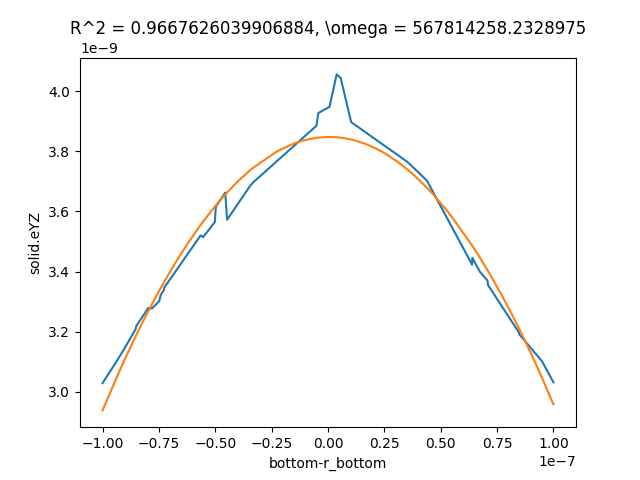 R^2 = 0.9667626039906884, \omega = 567814258.2328975
1e−9
4.0
3.8
3.6
3.4
3.2
3.0
solid.eYZ
−1.00 −0.75 −0.50 −0.25 0.00 0.25 0.50 0.75 1.00
1e−7
bottom-r_bottom